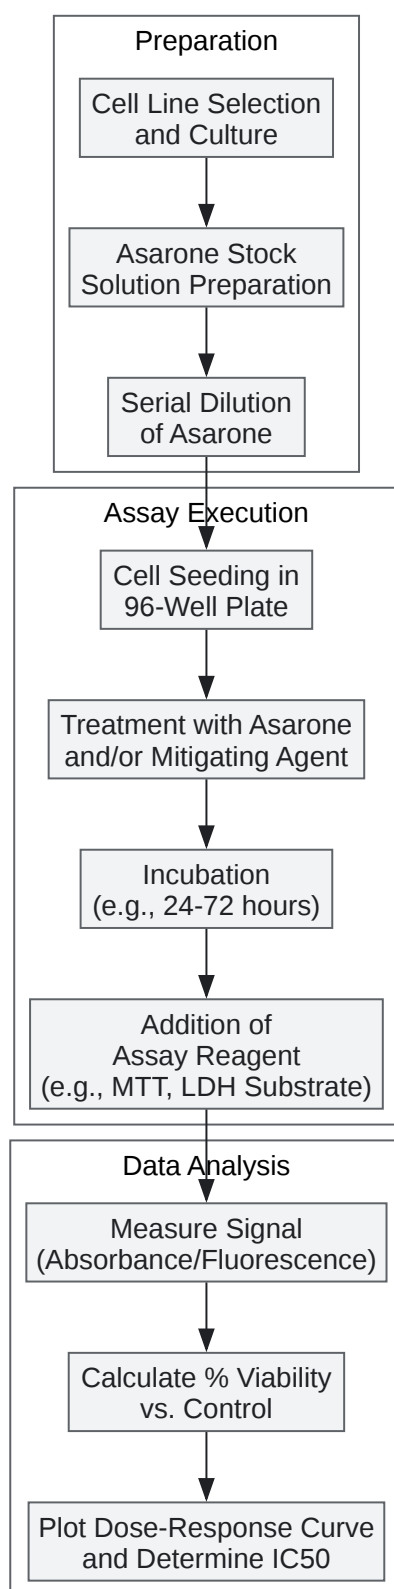 Preparation
Cell Line Selection
and Culture
Asarone Stock
Solution Preparation
Serial Dilution
of Asarone
Assay Execution
Cell Seeding in
96-Well Plate
Treatment with Asarone
and/or Mitigating Agent
Incubation
(e.g., 24-72 hours)
Addition of
Assay Reagent
(e.g., MTT, LDH Substrate)
Data Analysis
Measure Signal
(Absorbance/Fluorescence)
Calculate % Viability
vs. Control
Plot Dose-Response Curve
and Determine IC50